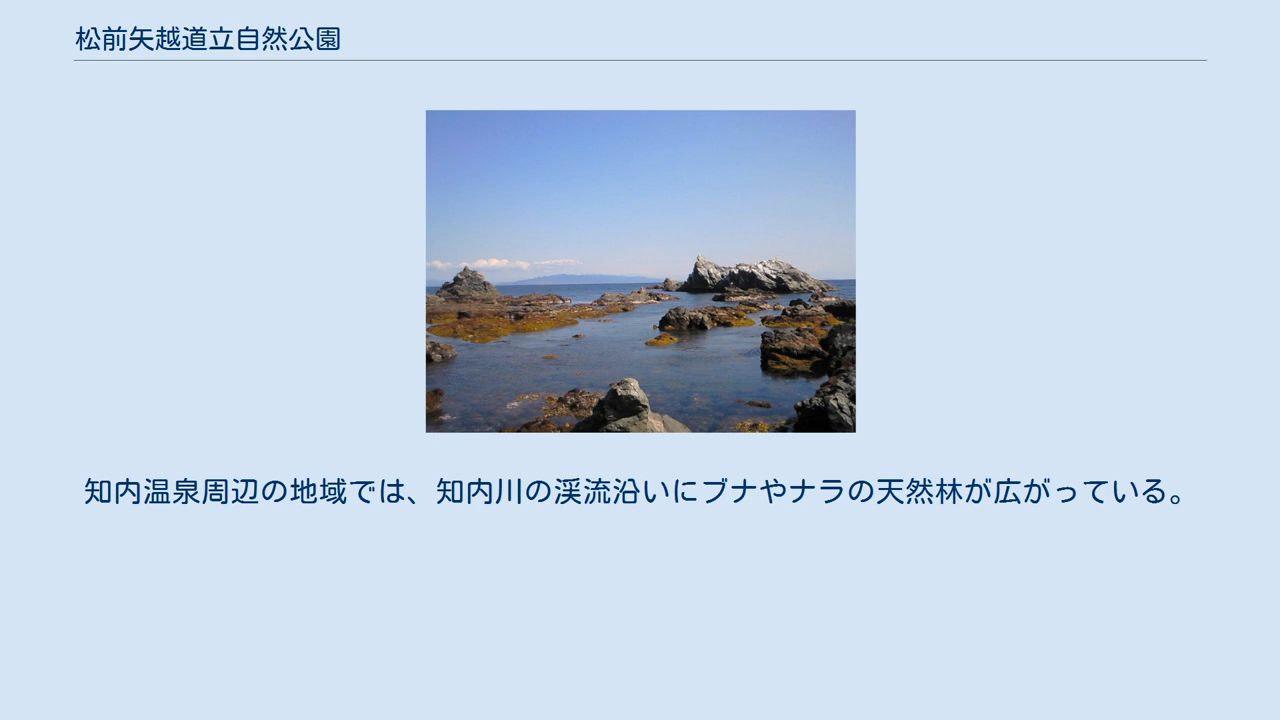 松前矢越道立自然公園
知内温泉周辺の地域では、知内川の渓流沿いにブナやナラの天然林が広がっている。